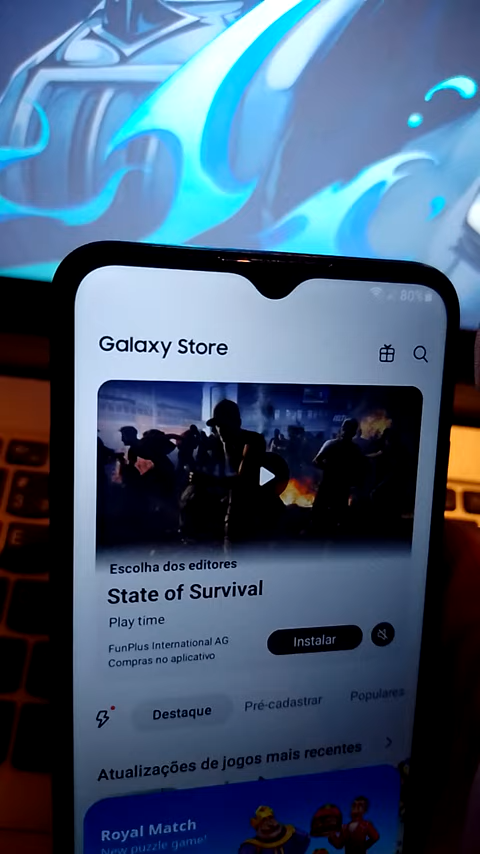 80%
Galaxy Store
Escolha dos editores
State of Survival
Play time
FunPlus International AG
Compras no aplicativo
Instalar
Destaque
Pré-cadastrar
Populares
Atualizações de jogos mais recentes
Royal Match
New puzzle game!